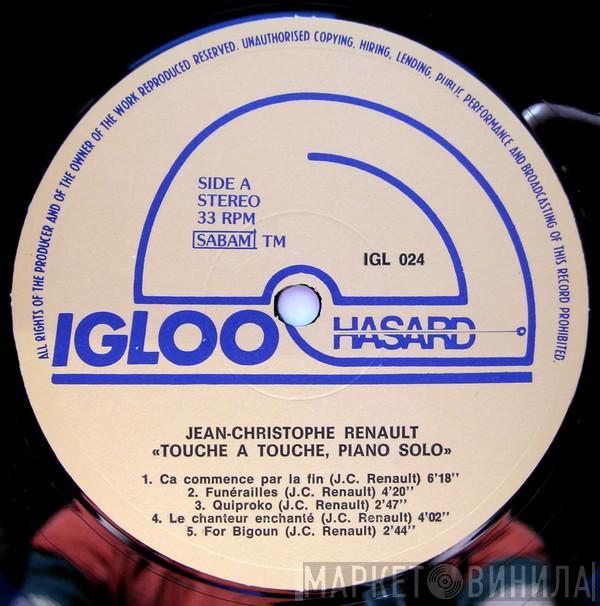 ALL RIGHTS OF THE PRODUCER AND OF THE OWNER OF THE WORK REPRODUCED RESERVED. UNAUTHORISED COPYING, HIRING, LENDING, PUBLIC PERFORMANCE AND BROADCASTING OF THIS RECORD PROHIBITED.
SIDE A
STEREO
33 RPM
SABAM TM
IGL 024
IGLOO
HASARD
JEAN-CHRISTOPHE RENAULT
«TOUCHE A TOUCHE, PIANO SOLO»
1. Ca commence par la fin (J.C. Renault) 6'18''
2. Funérailles (J.C. Renault) 4'20''
3. Quiproko (J.C. Renault) 2'47''
4. Le chanteur enchanté (J.C. Renault) 4'02''
5. For Bigoun (J.C. Renault) 2'44''
МАРКЕТ ВИНИЛА